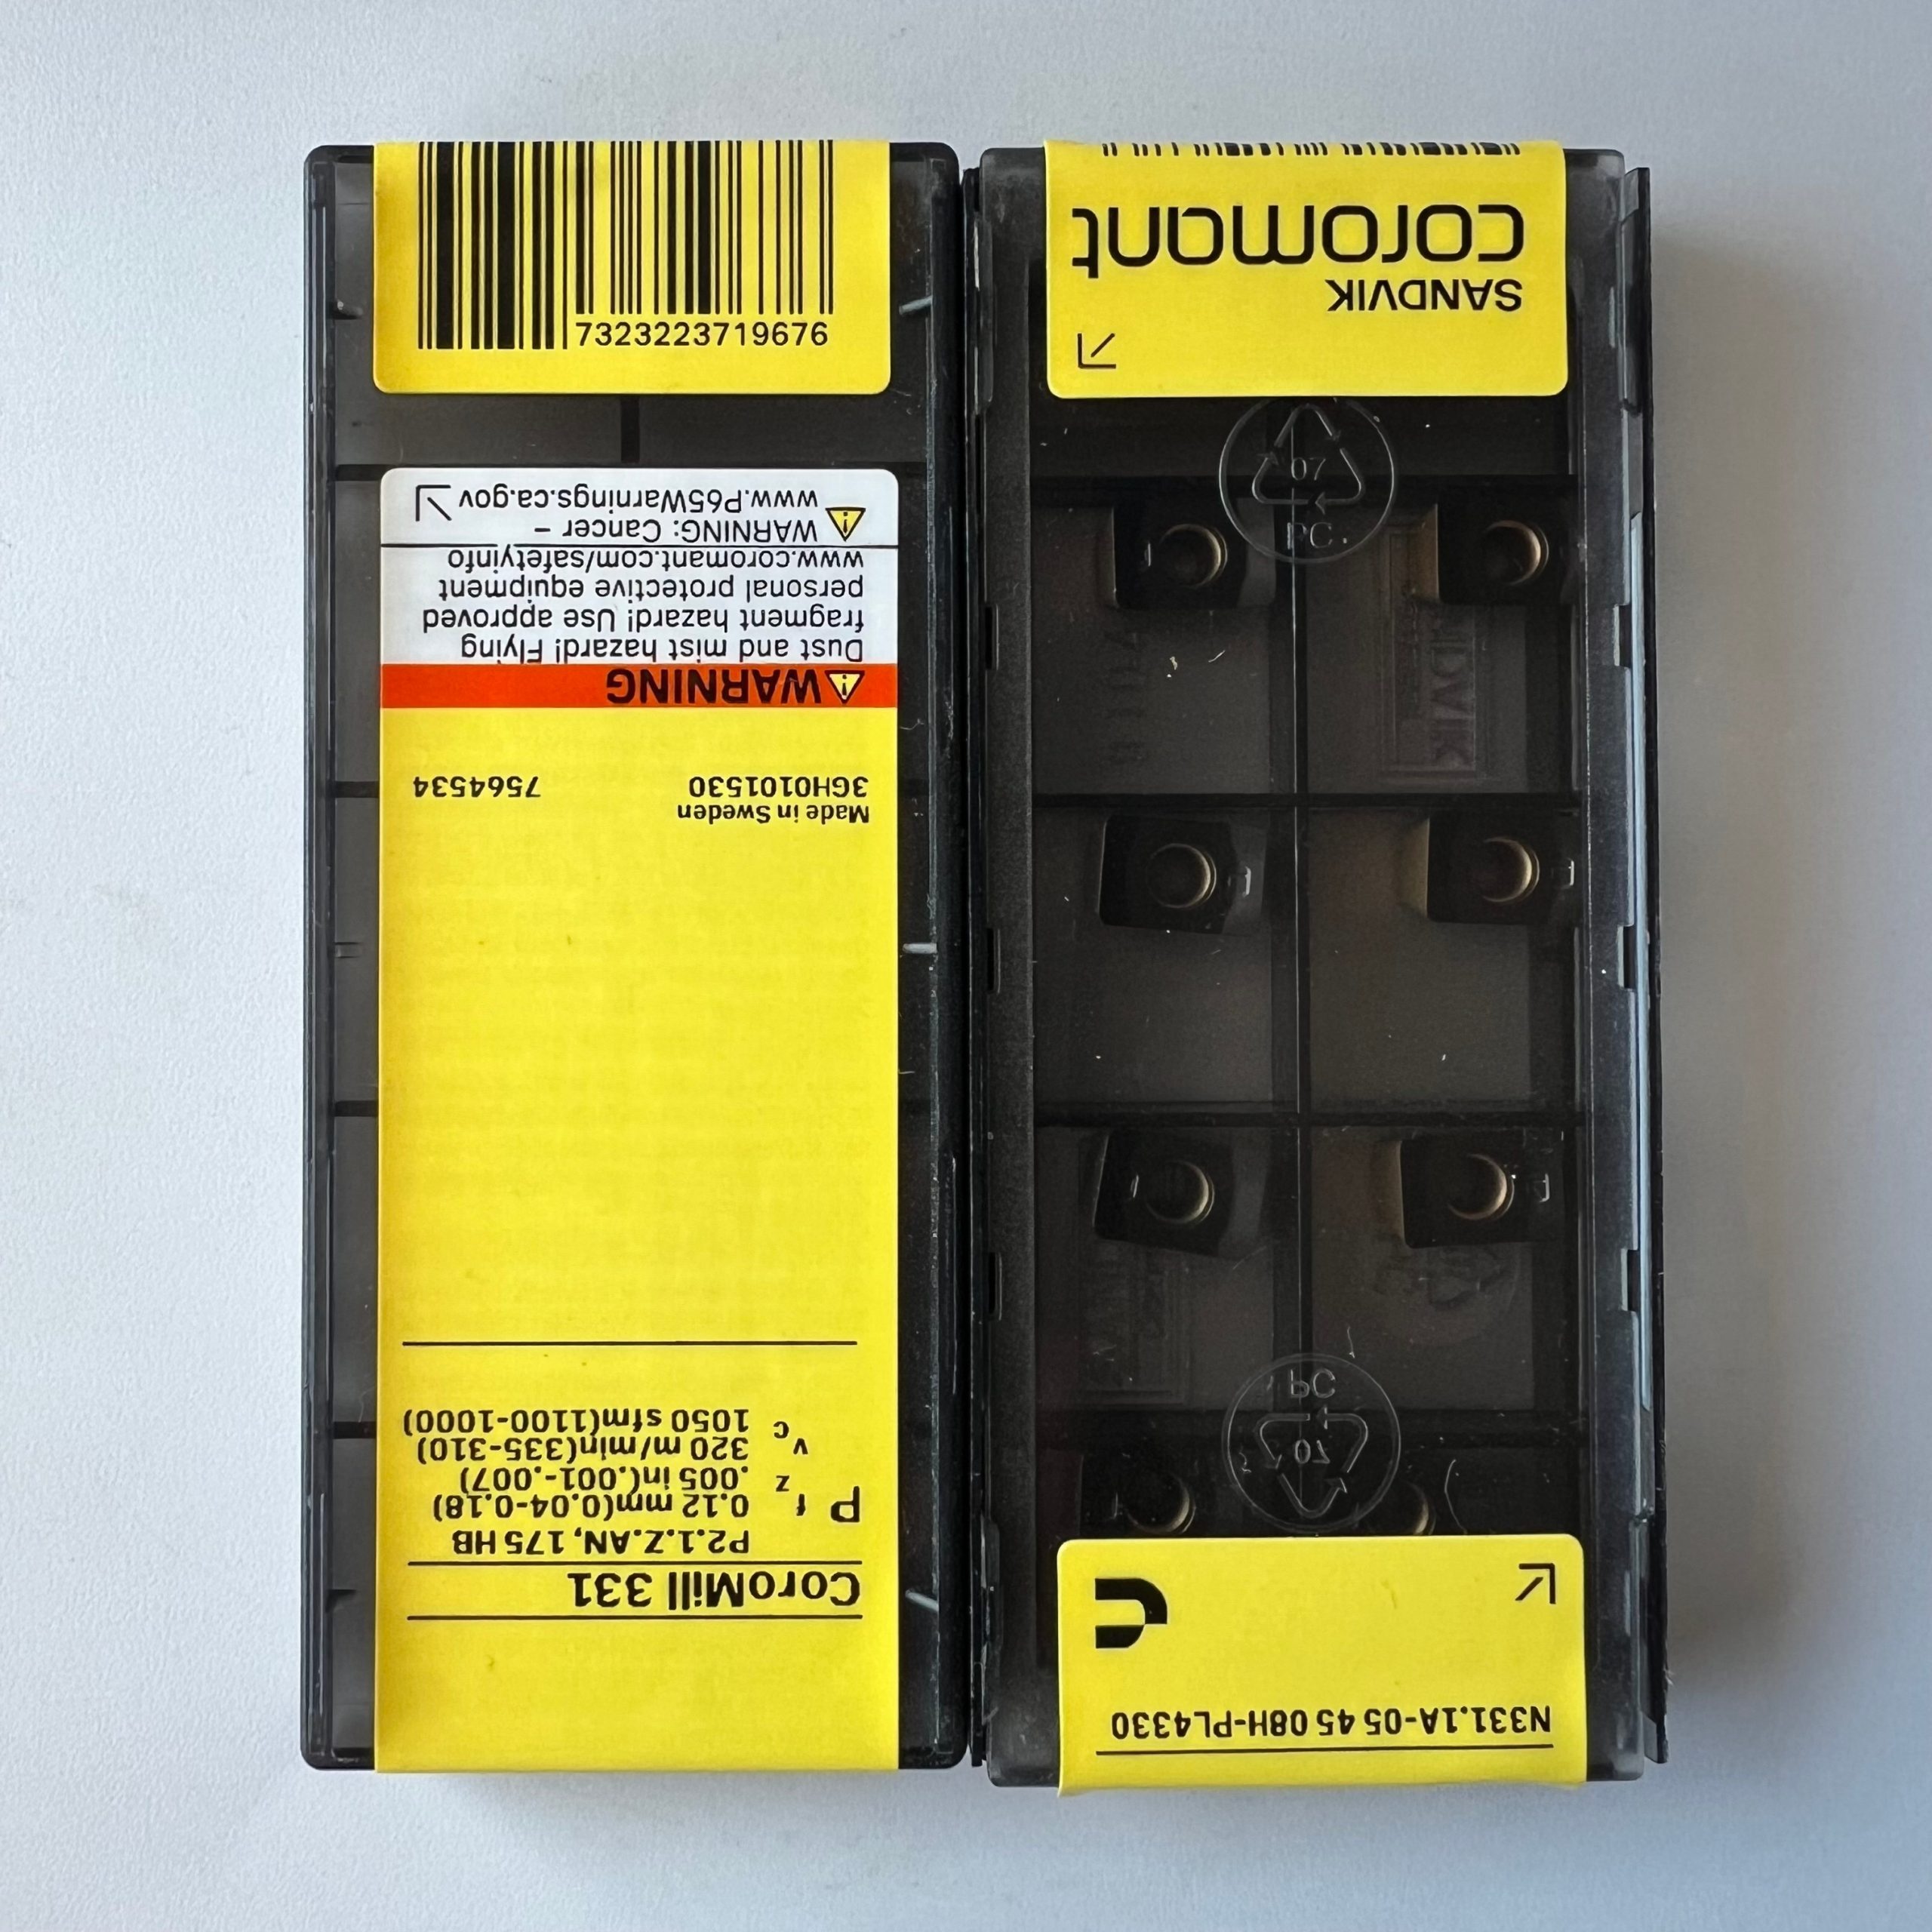 7323223719676
CoroMill 331
P2.1.Z.AN, 175 HB
P
fz 0.12 mm(0.04-0.18)
.005 in(.001-.007)
vc 320 m/min(335-310)
1050 sfm(1100-1000)
Made in Sweden
3GH0101530 7564534
WARNING
Dust and mist hazard! Flying
fragment hazard! Use approved
personal protective equipment
www.coromant.com/safetyinfo
WARNING: Cancer –
www.P65Warnings.ca.gov
N331.1A-05 45 08H-PL4330
SANDVIK
coromant
07
PC
07
PC
SANDVIK